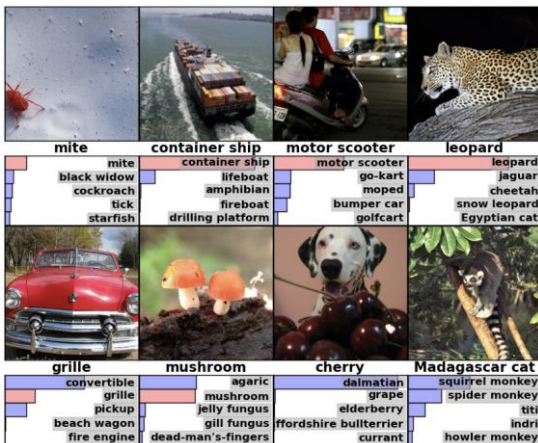 mite
container ship
motor scooter
leopard
mite
black widow
cockroach
tick
starfish
container ship
lifeboat
amphibian
fireboat
drilling platform
motor scooter
go-kart
moped
bumper car
golfcart
leopard
jaguar
cheetah
snow leopard
Egyptian cat
grille
mushroom
cherry
Madagascar cat
convertible
grille
pickup
beach wagon
fire engine
agaric
mushroom
jelly fungus
gill fungus
dead-man's-fingers
dalmatian
grape
elderberry
ffordshire bullterrier
currant
squirrel monkey
spider monkey
titi
indri
howler monkey